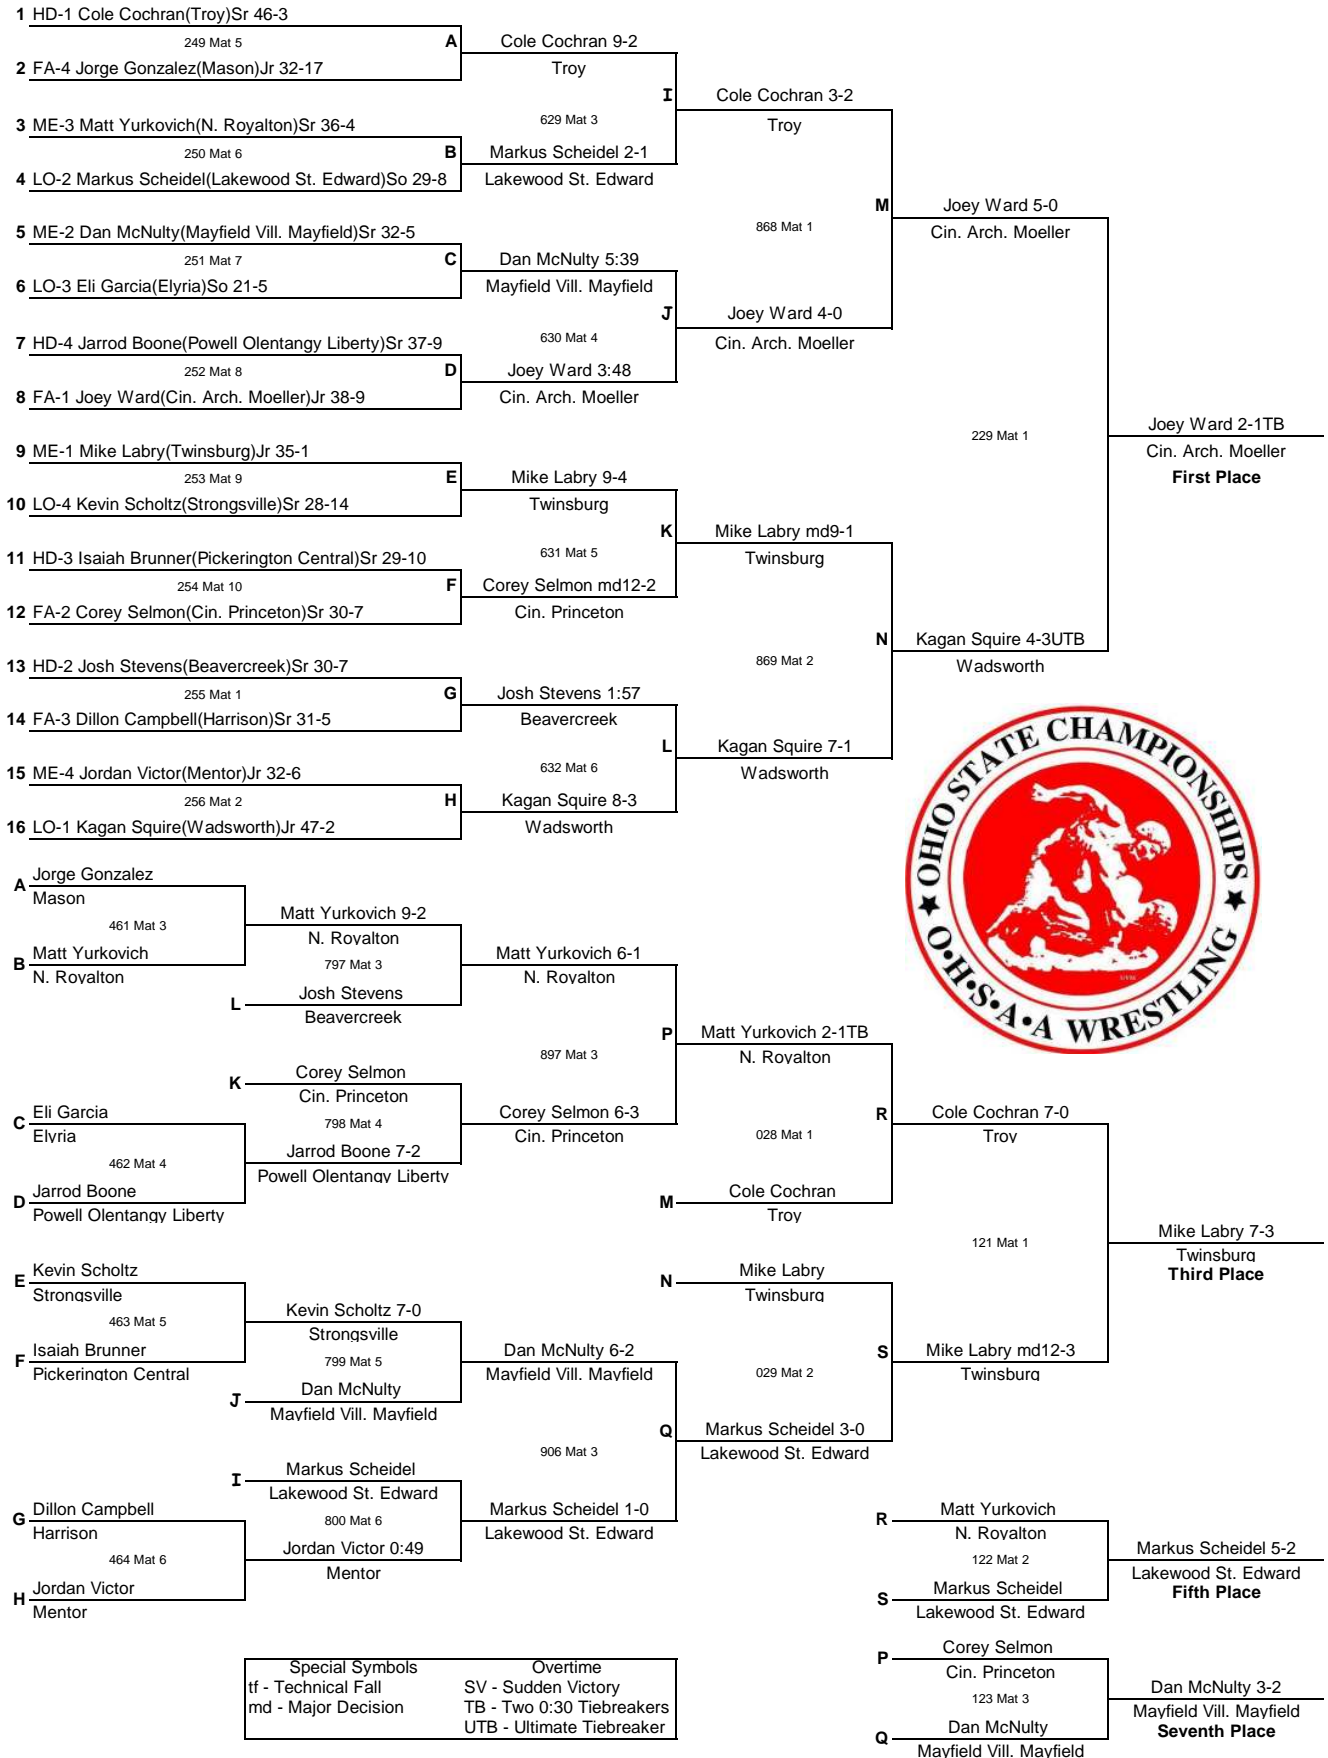 1 HD-1 Cole Cochran(Troy)Sr 46-3
249 Mat 5
A
2 FA-4 Jorge Gonzalez(Mason)Jr 32-17
Cole Cochran 9-2
Troy
I
3 ME-3 Matt Yurkovich(N. Royalton)Sr 36-4
250 Mat 6
B
4 LO-2 Markus Scheidel(Lakewood St. Edward)So 29-8
629 Mat 3
Markus Scheidel 2-1
Lakewood St. Edward
Cole Cochran 3-2
Troy
M
5 ME-2 Dan McNulty(Mayfield Vill. Mayfield)Sr 32-5
251 Mat 7
C
6 LO-3 Eli Garcia(Elyria)So 21-5
Dan McNulty 5:39
Mayfield Vill. Mayfield
J
868 Mat 1
Joey Ward 5-0
Cin. Arch. Moeller
7 HD-4 Jarrod Boone(Powell Olentangy Liberty)Sr 37-9
252 Mat 8
D
8 FA-1 Joey Ward(Cin. Arch. Moeller)Jr 38-9
630 Mat 4
Joey Ward 3:48
Cin. Arch. Moeller
Joey Ward 4-0
Cin. Arch. Moeller
229 Mat 1
Joey Ward 2-1TB
Cin. Arch. Moeller
First Place
9 ME-1 Mike Labry(Twinsburg)Jr 35-1
253 Mat 9
E
10 LO-4 Kevin Scholtz(Strongsville)Sr 28-14
Mike Labry 9-4
Twinsburg
K
11 HD-3 Isaiah Brunner(Pickerington Central)Sr 29-10
254 Mat 10
F
12 FA-2 Corey Selmon(Cin. Princeton)Sr 30-7
631 Mat 5
Corey Selmon md12-2
Cin. Princeton
Mike Labry md9-1
Twinsburg
N
13 HD-2 Josh Stevens(Beavercreek)Sr 30-7
255 Mat 1
G
14 FA-3 Dillon Campbell(Harrison)Sr 31-5
Josh Stevens 1:57
Beavercreek
L
869 Mat 2
Kagan Squire 4-3UTB
Wadsworth
15 ME-4 Jordan Victor(Mentor)Jr 32-6
256 Mat 2
H
16 LO-1 Kagan Squire(Wadsworth)Jr 47-2
632 Mat 6
Kagan Squire 8-3
Wadsworth
Kagan Squire 7-1
Wadsworth
OHIO STATE CHAMPIONSHIPS
O•H•S•A•A WRESTLING
A Jorge Gonzalez
Mason
461 Mat 3
B Matt Yurkovich
N. Royalton
Matt Yurkovich 9-2
N. Royalton
797 Mat 3
L Josh Stevens
Beavercreek
Matt Yurkovich 6-1
N. Royalton
P
K Corey Selmon
Cin. Princeton
C Eli Garcia
Elyria
462 Mat 4
D Jarrod Boone
Powell Olentangy Liberty
798 Mat 4
Jarrod Boone 7-2
Powell Olentangy Liberty
897 Mat 3
Corey Selmon 6-3
Cin. Princeton
Matt Yurkovich 2-1TB
N. Royalton
R
028 Mat 1
M Cole Cochran
Troy
Cole Cochran 7-0
Troy
121 Mat 1
Mike Labry 7-3
Twinsburg
Third Place
E Kevin Scholtz
Strongsville
463 Mat 5
F Isaiah Brunner
Pickerington Central
Kevin Scholtz 7-0
Strongsville
799 Mat 5
J Dan McNulty
Mayfield Vill. Mayfield
Dan McNulty 6-2
Mayfield Vill. Mayfield
Q
N Mike Labry
Twinsburg
S
029 Mat 2
Mike Labry md12-3
Twinsburg
I Markus Scheidel
Lakewood St. Edward
G Dillon Campbell
Harrison
464 Mat 6
H Jordan Victor
Mentor
800 Mat 6
Jordan Victor 0:49
Mentor
906 Mat 3
Markus Scheidel 1-0
Lakewood St. Edward
Markus Scheidel 3-0
Lakewood St. Edward
R Matt Yurkovich
N. Royalton
122 Mat 2
S Markus Scheidel
Lakewood St. Edward
Markus Scheidel 5-2
Lakewood St. Edward
Fifth Place
P Corey Selmon
Cin. Princeton
123 Mat 3
Q Dan McNulty
Mayfield Vill. Mayfield
Dan McNulty 3-2
Mayfield Vill. Mayfield
Seventh Place
Special Symbols
tf - Technical Fall
md - Major Decision
Overtime
SV - Sudden Victory
TB - Two 0:30 Tiebreakers
UTB - Ultimate Tiebreaker